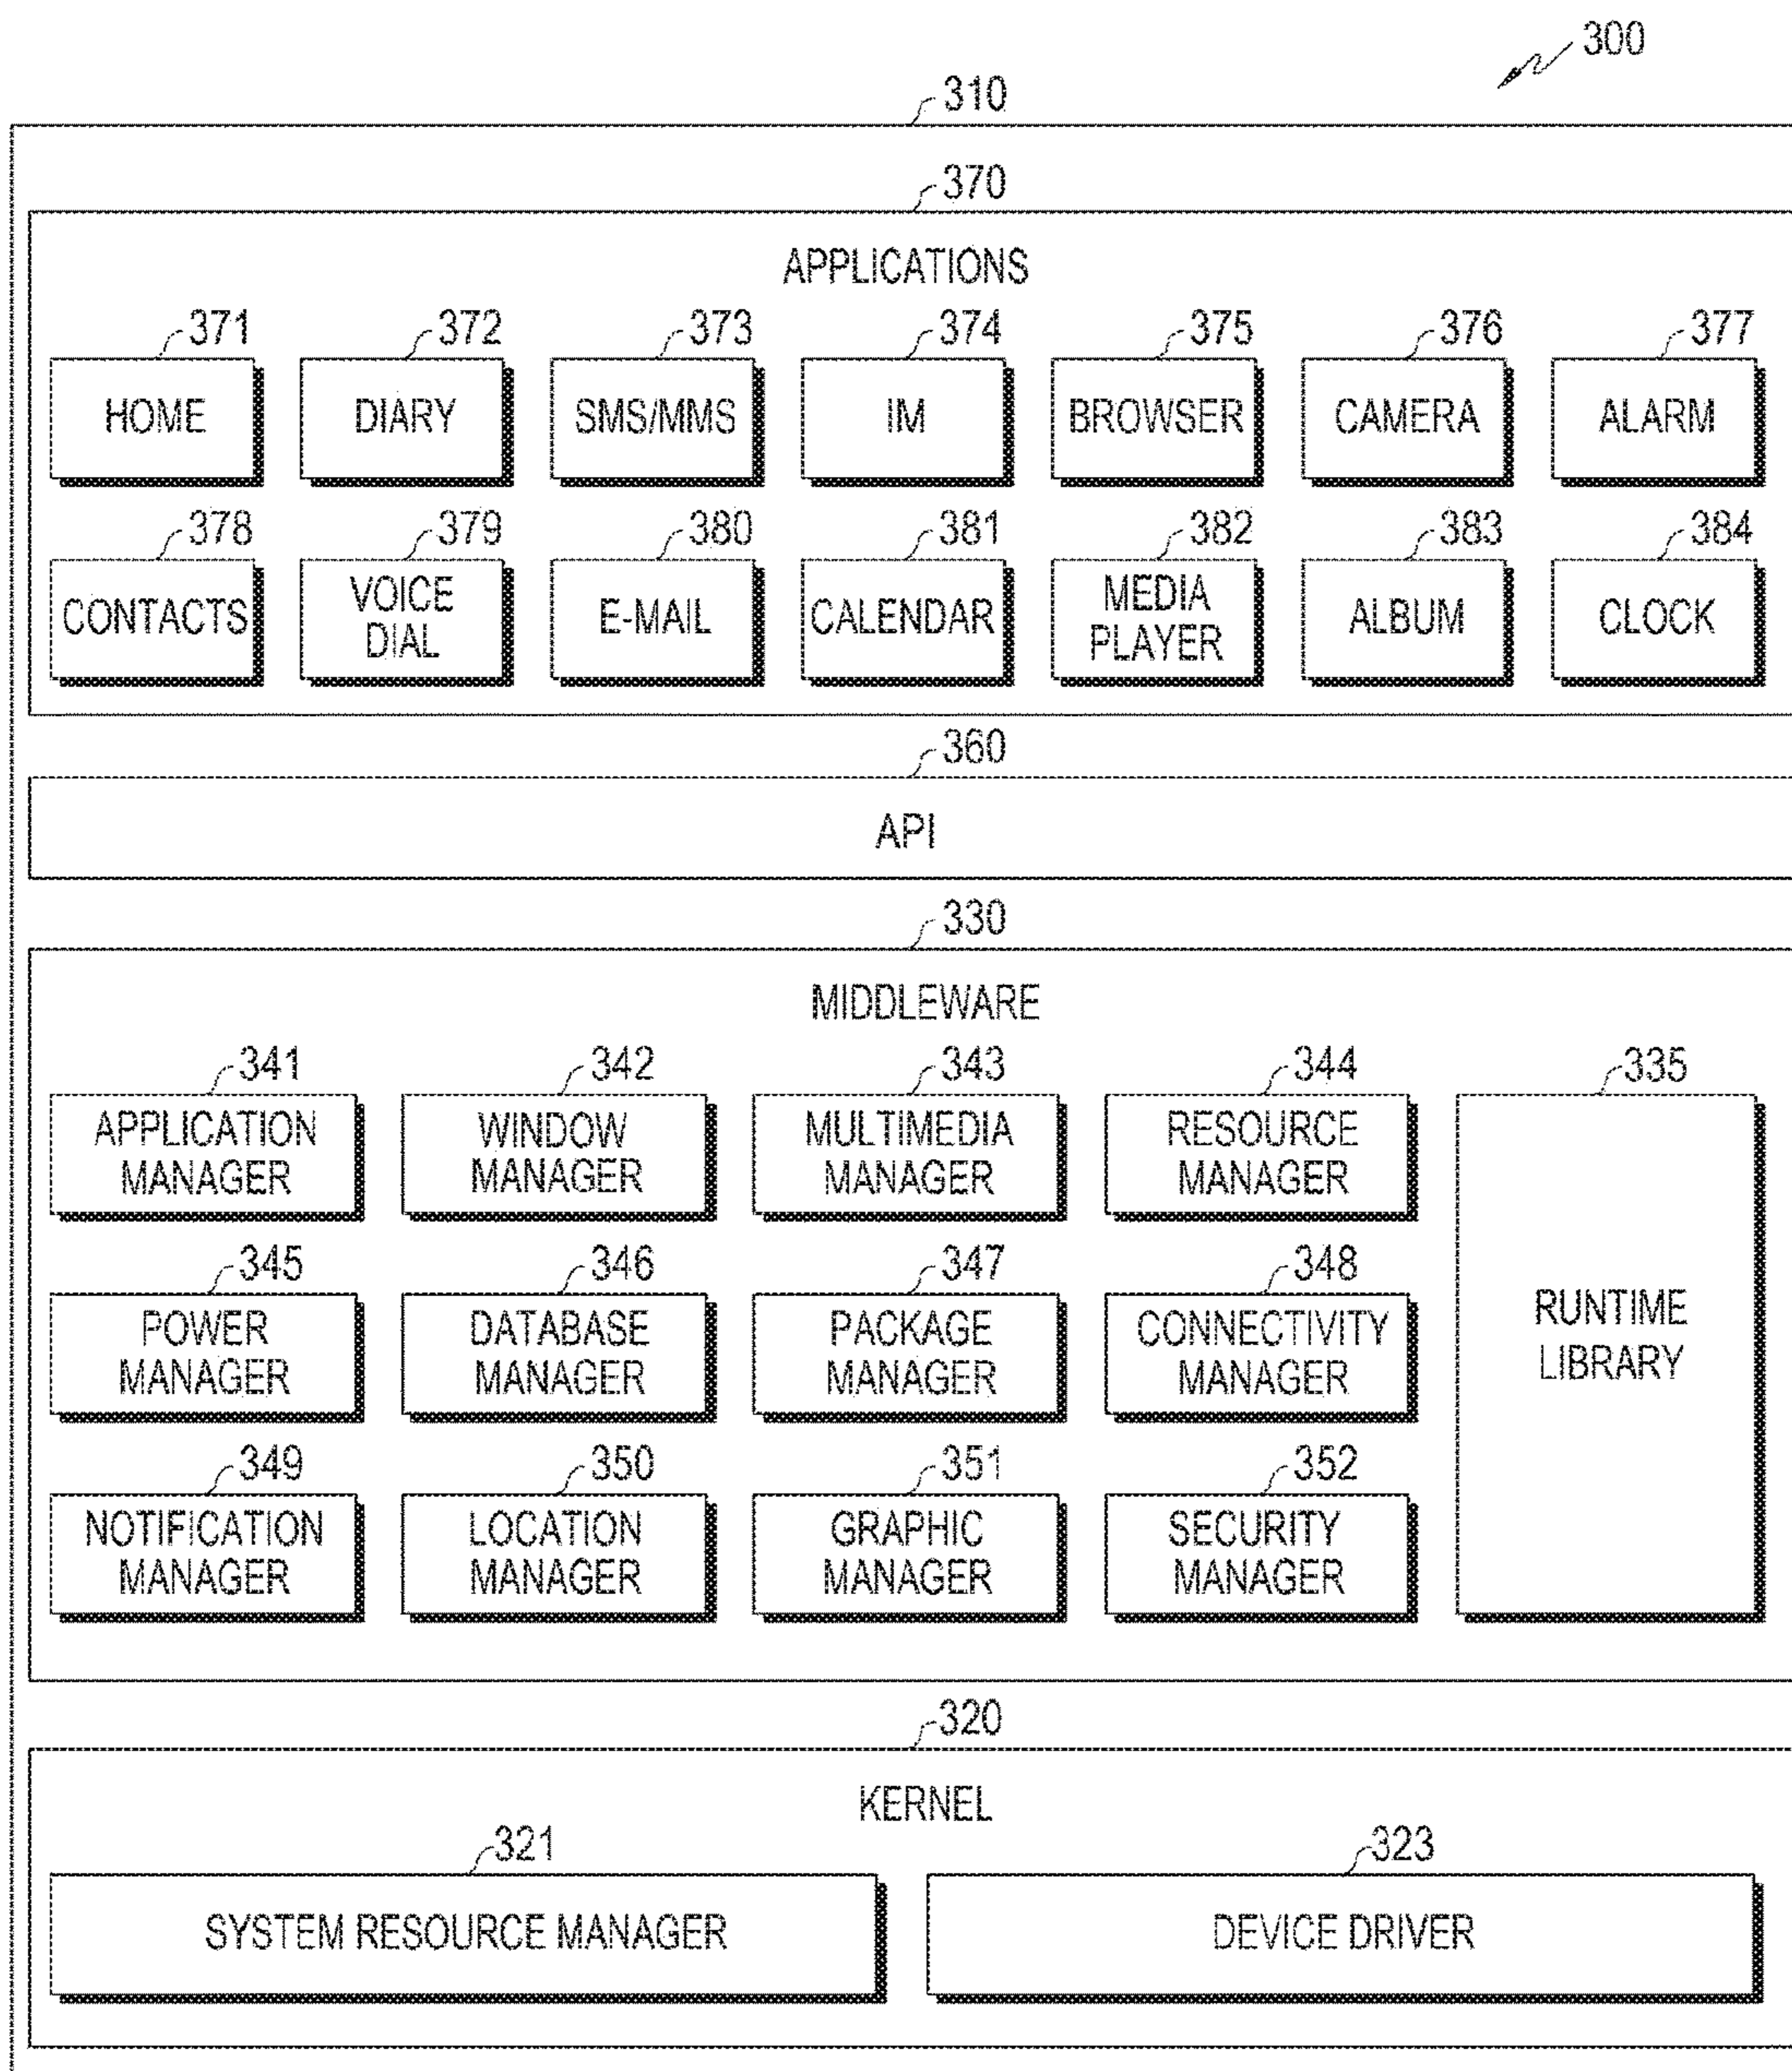 300
310
370
APPLICATIONS
371 372 373 374 375 376 377
HOME DIARY SMS/MMS IM BROWSER CAMERA ALARM
378 379 380 381 382 383 384
CONTACTS
VOICE
DIAL
E-MAIL
CALENDAR
MEDIA
PLAYER
ALBUM
CLOCK
360
API
330
MIDDLEWARE
341 342 343 344 335
APPLICATION
MANAGER
WINDOW
MANAGER
MULTIMEDIA
MANAGER
RESOURCE
MANAGER
RUNTIME
LIBRARY
345 346 347 348
POWER
MANAGER
DATABASE
MANAGER
PACKAGE
MANAGER
CONNECTIVITY
MANAGER
349 350 351 352
NOTIFICATION
MANAGER
LOCATION
MANAGER
GRAPHIC
MANAGER
SECURITY
MANAGER
320
KERNEL
321 323
SYSTEM RESOURCE MANAGER DEVICE DRIVER